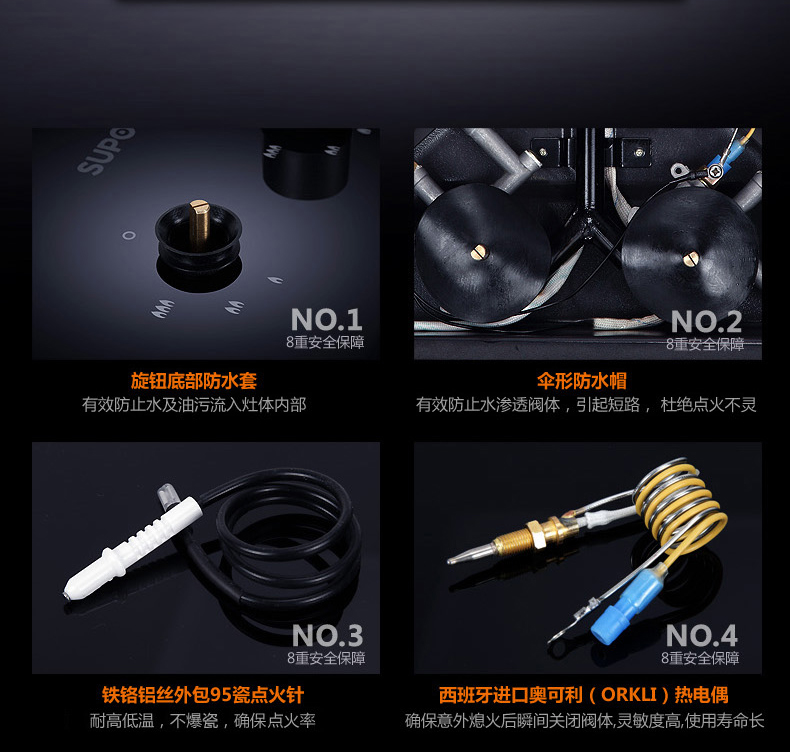 SUPO
NO.1
8重安全保障
NO.2
8重安全保障
旋钮底部防水套
有效防止水及油污流入灶体内部
伞形防水帽
有效防止水渗透阀体，引起短路， 杜绝点火不灵
NO.3
8重安全保障
NO.4
8重安全保障
铁铬铝丝外包95瓷点火针
耐高低温，不爆瓷，确保点火率
西班牙进口奥可利（ORKLI）热电偶
确保意外熄火后瞬间关闭阀体,灵敏度高,使用寿命长